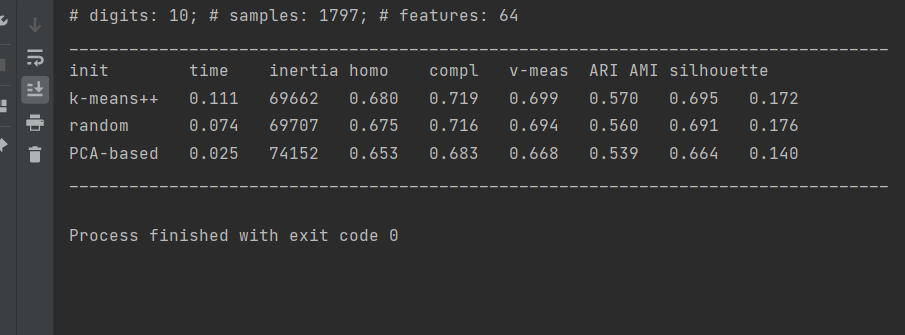 # digits: 10; # samples: 1797; # features: 64
__________________________________________________________________________________
init		time	inertia	homo	compl	v-meas	ARI	AMI	silhouette
k-means++	0.111	69662	0.680	0.719	0.699	0.570	0.695	0.172
random	0.074	69707	0.675	0.716	0.694	0.560	0.691	0.176
PCA-based	0.025	74152	0.653	0.683	0.668	0.539	0.664	0.140
__________________________________________________________________________________
Process finished with exit code 0